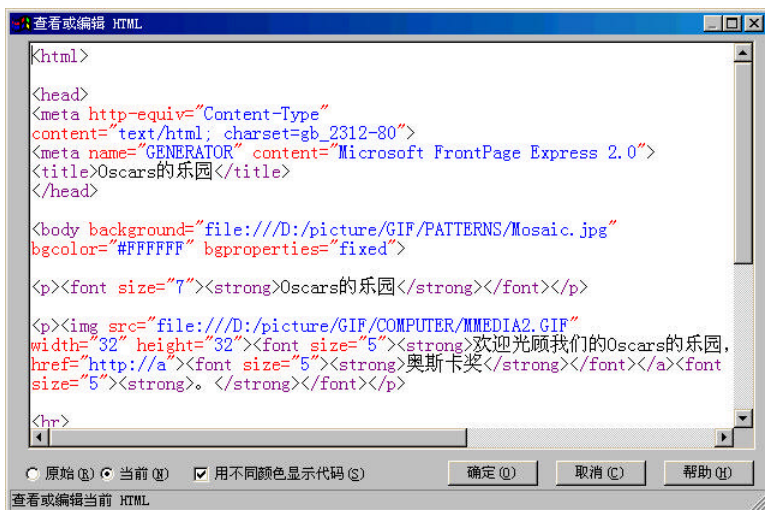 查看或编辑 HTML
<html>
<head>
<meta http-equiv="Content-Type"
content="text/html; charset=gb_2312-80">
<meta name="GENERATOR" content="Microsoft FrontPage Express 2.0">
<title>Oscars的乐园</title>
</head>
<body background="file:///D:/picture/GIF/PATTERNS/Mosaic.jpg"
bgcolor="#FFFFFF" bgproperties="fixed">
<p><font size="7"><strong>Oscars的乐园</strong></font></p>
<p><img src="file:///D:/picture/GIF/COMPUTER/MMEDIA2.GIF"
width="32" height="32"><font size="5"><strong>欢迎光顾我们的Oscars的乐园,
href="http://a"><font size="5"><strong>奥斯卡奖</strong></font></a><font
size="5"><strong>。</strong></font></p>
<hr>
原始(R) 当前(N) 用不同颜色显示代码(S) 确定(O) 取消(C) 帮助(H)
查看或编辑当前 HTML